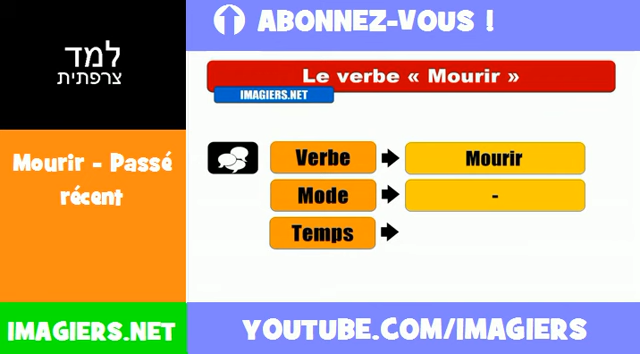 למד
צרפתית
Mourir - Passé
récent
IMAGIERS.NET
ABONNEZ-VOUS !
Le verbe « Mourir »
IMAGIERS.NET
Verbe
Mourir
Mode
-
Temps
YOUTUBE.COM/IMAGIERS